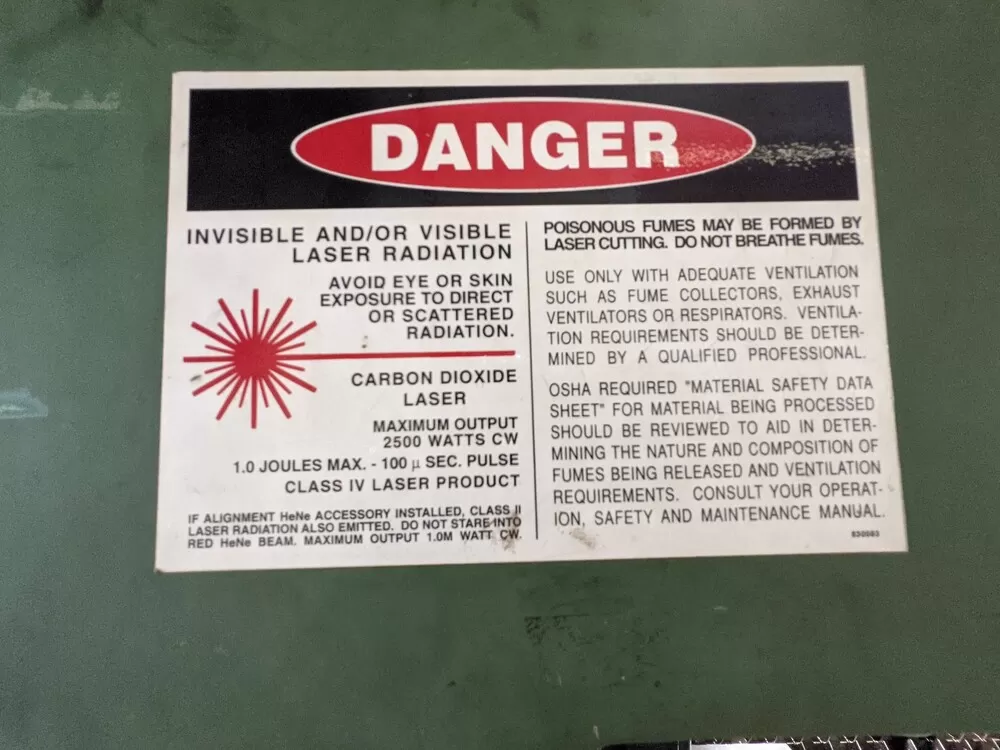 DANGER
INVISIBLE AND/OR VISIBLE
LASER RADIATION
AVOID EYE OR SKIN
EXPOSURE TO DIRECT
OR SCATTERED
RADIATION.
CARBON DIOXIDE
LASER
MAXIMUM OUTPUT
2500 WATTS CW
1.0 JOULES MAX. - 100 μ SEC. PULSE
CLASS IV LASER PRODUCT
IF ALIGNMENT HeNe ACCESSORY INSTALLED, CLASS II
LASER RADIATION ALSO EMITTED. DO NOT STARE INTO
RED HeNe BEAM. MAXIMUM OUTPUT 1.0M WATT CW.
POISONOUS FUMES MAY BE FORMED BY
LASER CUTTING. DO NOT BREATHE FUMES.
USE ONLY WITH ADEQUATE VENTILATION
SUCH AS FUME COLLECTORS, EXHAUST
VENTILATORS OR RESPIRATORS. VENTILA-
TION REQUIREMENTS SHOULD BE DETER-
MINED BY A QUALIFIED PROFESSIONAL.
OSHA REQUIRED "MATERIAL SAFETY DATA
SHEET" FOR MATERIAL BEING PROCESSED
SHOULD BE REVIEWED TO AID IN DETER-
MINING THE NATURE AND COMPOSITION OF
FUMES BEING RELEASED AND VENTILATION
REQUIREMENTS. CONSULT YOUR OPERAT-
ION, SAFETY AND MAINTENANCE MANUAL.